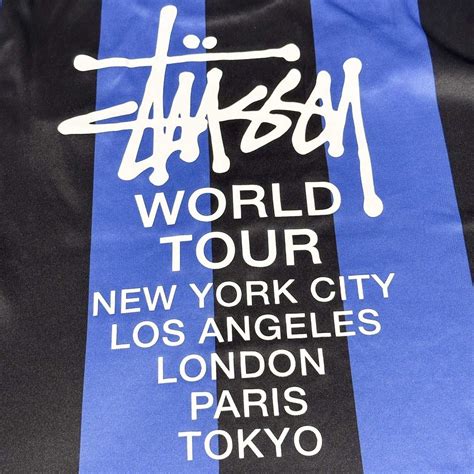 Stüssy
WORLD
TOUR
NEW YORK CITY
LOS ANGELES
LONDON
PARIS
TOKYO